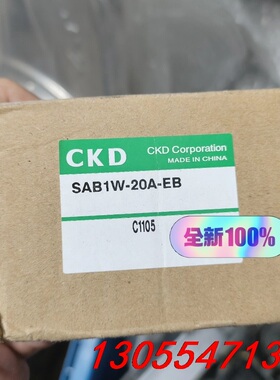 CKD
CKD Corporation
MADE IN CHINA
SAB1W-20A-EB
C1105
全新100%
130554713